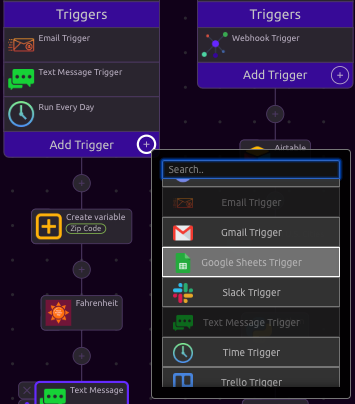 Triggers
Email Trigger
Text Message Trigger
Run Every Day
Add Trigger
Create variable
Zip Code
Fahrenheit
Text Message
Triggers
Webhook Trigger
Add Trigger
Airtable
Search..
Email Trigger
Gmail Trigger
Google Sheets Trigger
Slack Trigger
Text Message Trigger
Time Trigger
Trello Trigger